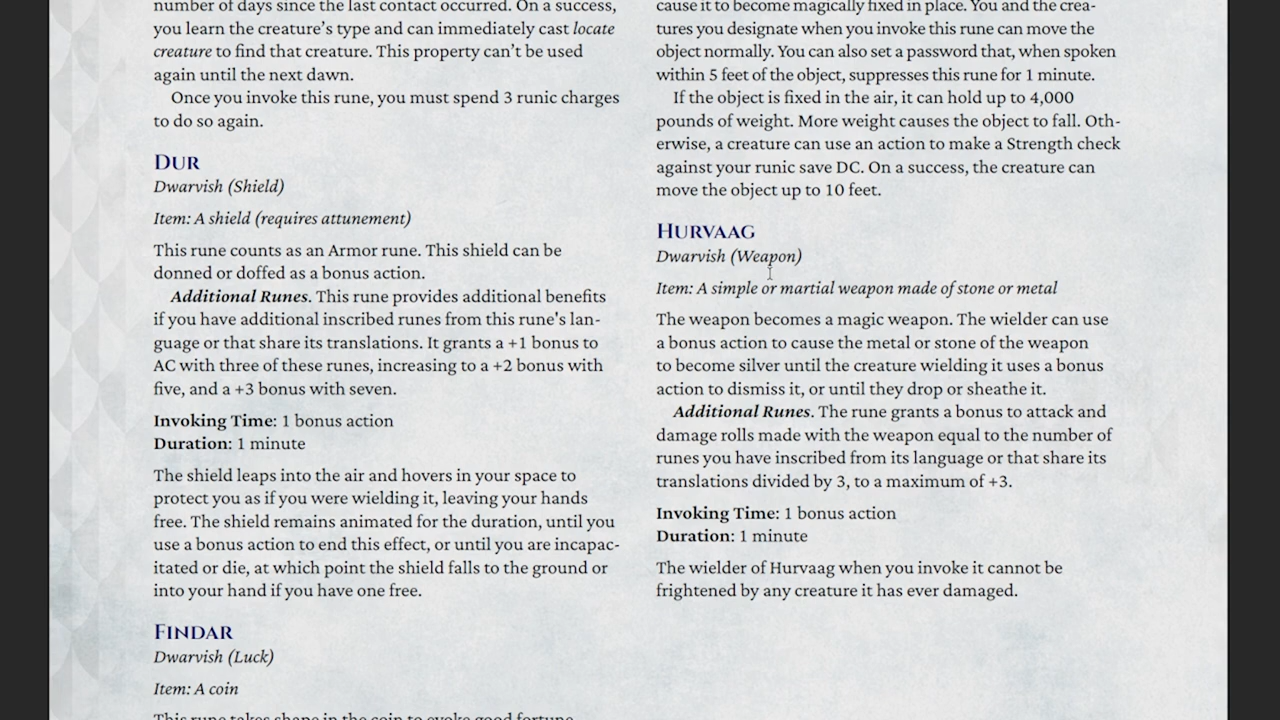 number of days since the last contact occurred. On a success,
you learn the creature's type and can immediately cast locate
creature to find that creature. This property can't be used
again until the next dawn.
Once you invoke this rune, you must spend 3 runic charges
to do so again.
DUR
Dwarvish (Shield)
Item: A shield (requires attunement)
This rune counts as an Armor rune. This shield can be
donned or doffed as a bonus action.
Additional Runes. This rune provides additional benefits
if you have additional inscribed runes from this rune's lan-
guage or that share its translations. It grants a +1 bonus to
AC with three of these runes, increasing to a +2 bonus with
five, and a +3 bonus with seven.
Invoking Time: 1 bonus action
Duration: 1 minute
The shield leaps into the air and hovers in your space to
protect you as if you were wielding it, leaving your hands
free. The shield remains animated for the duration, until you
use a bonus action to end this effect, or until you are incapac-
itated or die, at which point the shield falls to the ground or
into your hand if you have one free.
FINDAR
Dwarvish (Luck)
Item: A coin
This rune takes shape in the coin to evoke good fortune
cause it to become magically fixed in place. You and the crea-
tures you designate when you invoke this rune can move the
object normally. You can also set a password that, when spoken
within 5 feet of the object, suppresses this rune for 1 minute.
If the object is fixed in the air, it can hold up to 4,000
pounds of weight. More weight causes the object to fall. Oth-
erwise, a creature can use an action to make a Strength check
against your runic save DC. On a success, the creature can
move the object up to 10 feet.
HURVAAG
Dwarvish (Weapon)
Item: A simple or martial weapon made of stone or metal
The weapon becomes a magic weapon. The wielder can use
a bonus action to cause the metal or stone of the weapon
to become silver until the creature wielding it uses a bonus
action to dismiss it, or until they drop or sheathe it.
Additional Runes. The rune grants a bonus to attack and
damage rolls made with the weapon equal to the number of
runes you have inscribed from its language or that share its
translations divided by 3, to a maximum of +3.
Invoking Time: 1 bonus action
Duration: 1 minute
The wielder of Hurvaag when you invoke it cannot be
frightened by any creature it has ever damaged.